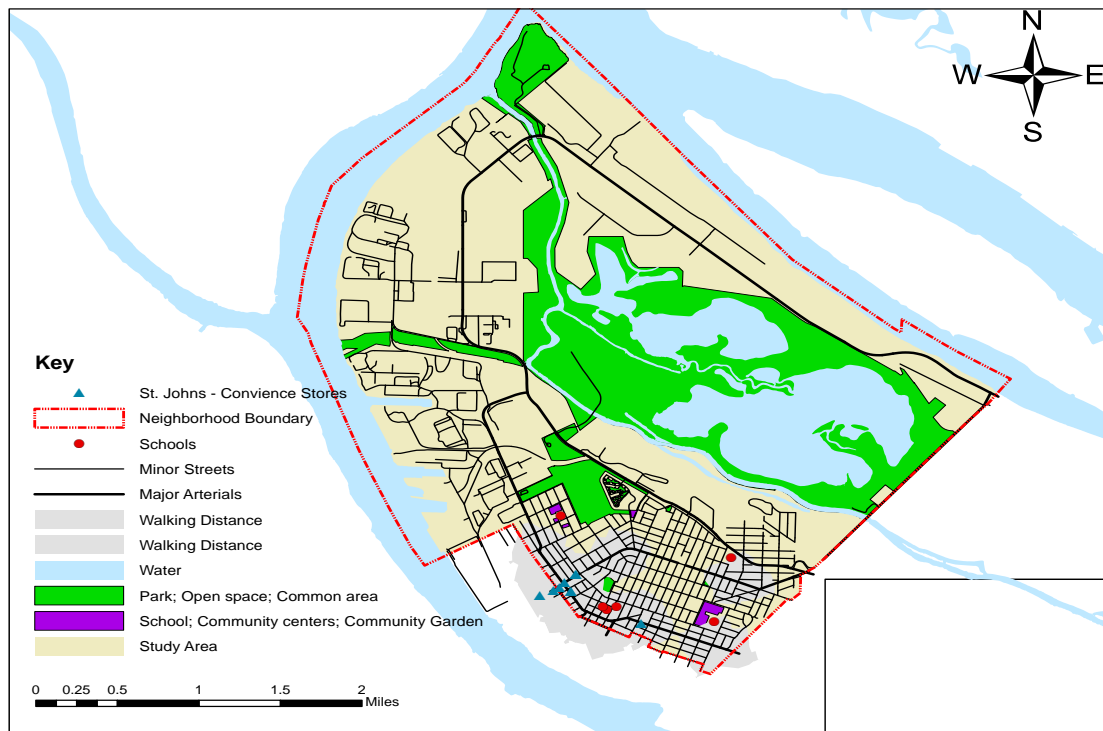 N
W E
S
Key
St. Johns - Convience Stores
Neighborhood Boundary
Schools
Minor Streets
Major Arterials
Walking Distance
Walking Distance
Water
Park; Open space; Common area
School; Community centers; Community Garden
Study Area
0 0.25 0.5 1 1.5 2
Miles